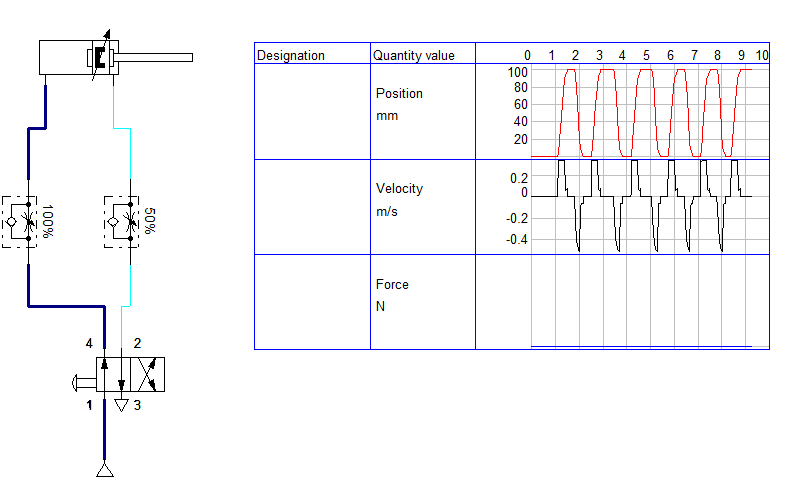 Designation Quantity value 0 1 2 3 4 5 6 7 8 9 10
Position
mm
100
80
60
40
20
Velocity
m/s
0.2
0
-0.2
-0.4
Force
N
100%
50%
4 2
1 3